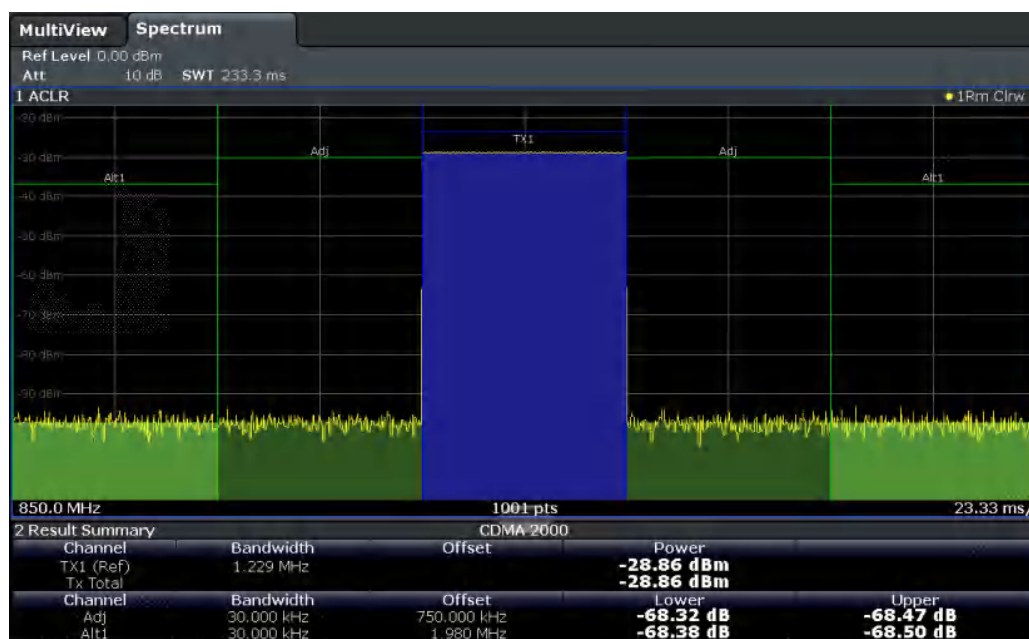 MultiView Spectrum
Ref Level 0.00 dBm
Att 10 dB SWT 233.3 ms
1 ACLR 1Rm Clrw
-20 dBm
TX1
-30 dBm Adj Adj
Alt1 Alt1
-40 dBm
-50 dBm
-60 dBm
-70 dBm
-80 dBm
-90 dBm
850.0 MHz 1001 pts 23.33 ms/
2 Result Summary CDMA 2000
Channel Bandwidth Offset Power
TX1 (Ref) 1.229 MHz -28.86 dBm
Tx Total -28.86 dBm
Channel Bandwidth Offset Lower Upper
Adj 30.000 kHz 750.000 kHz -68.32 dB -68.47 dB
Alt1 30.000 kHz 1.980 MHz -68.38 dB -68.50 dB